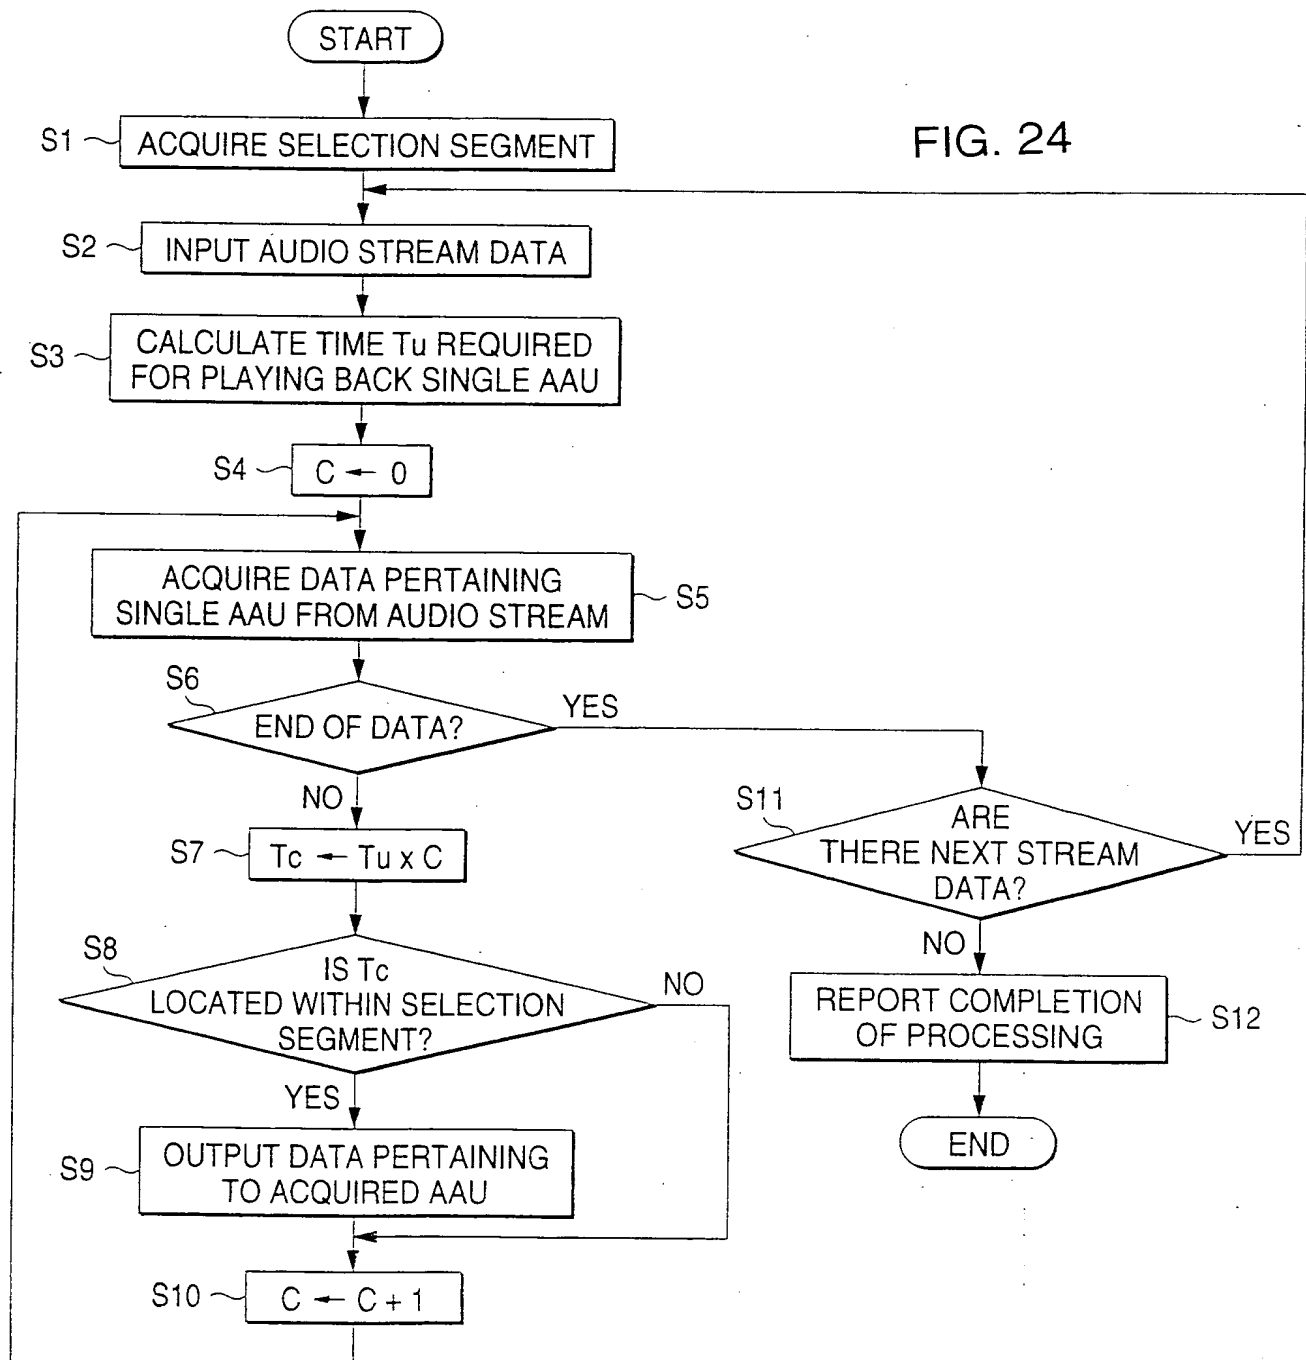 START
FIG. 24
S1
ACQUIRE SELECTION SEGMENT
S2
INPUT AUDIO STREAM DATA
S3
CALCULATE TIME Tu REQUIRED
FOR PLAYING BACK SINGLE AAU
S4
C ← 0
ACQUIRE DATA PERTAINING
SINGLE AAU FROM AUDIO STREAM
S5
S6
END OF DATA?
YES
NO
S7
Tc ← Tu x C
S11
ARE
THERE NEXT STREAM
DATA?
YES
NO
S8
IS Tc
LOCATED WITHIN SELECTION
SEGMENT?
NO
YES
REPORT COMPLETION
OF PROCESSING
S12
END
S9
OUTPUT DATA PERTAINING
TO ACQUIRED AAU
S10
C ← C + 1